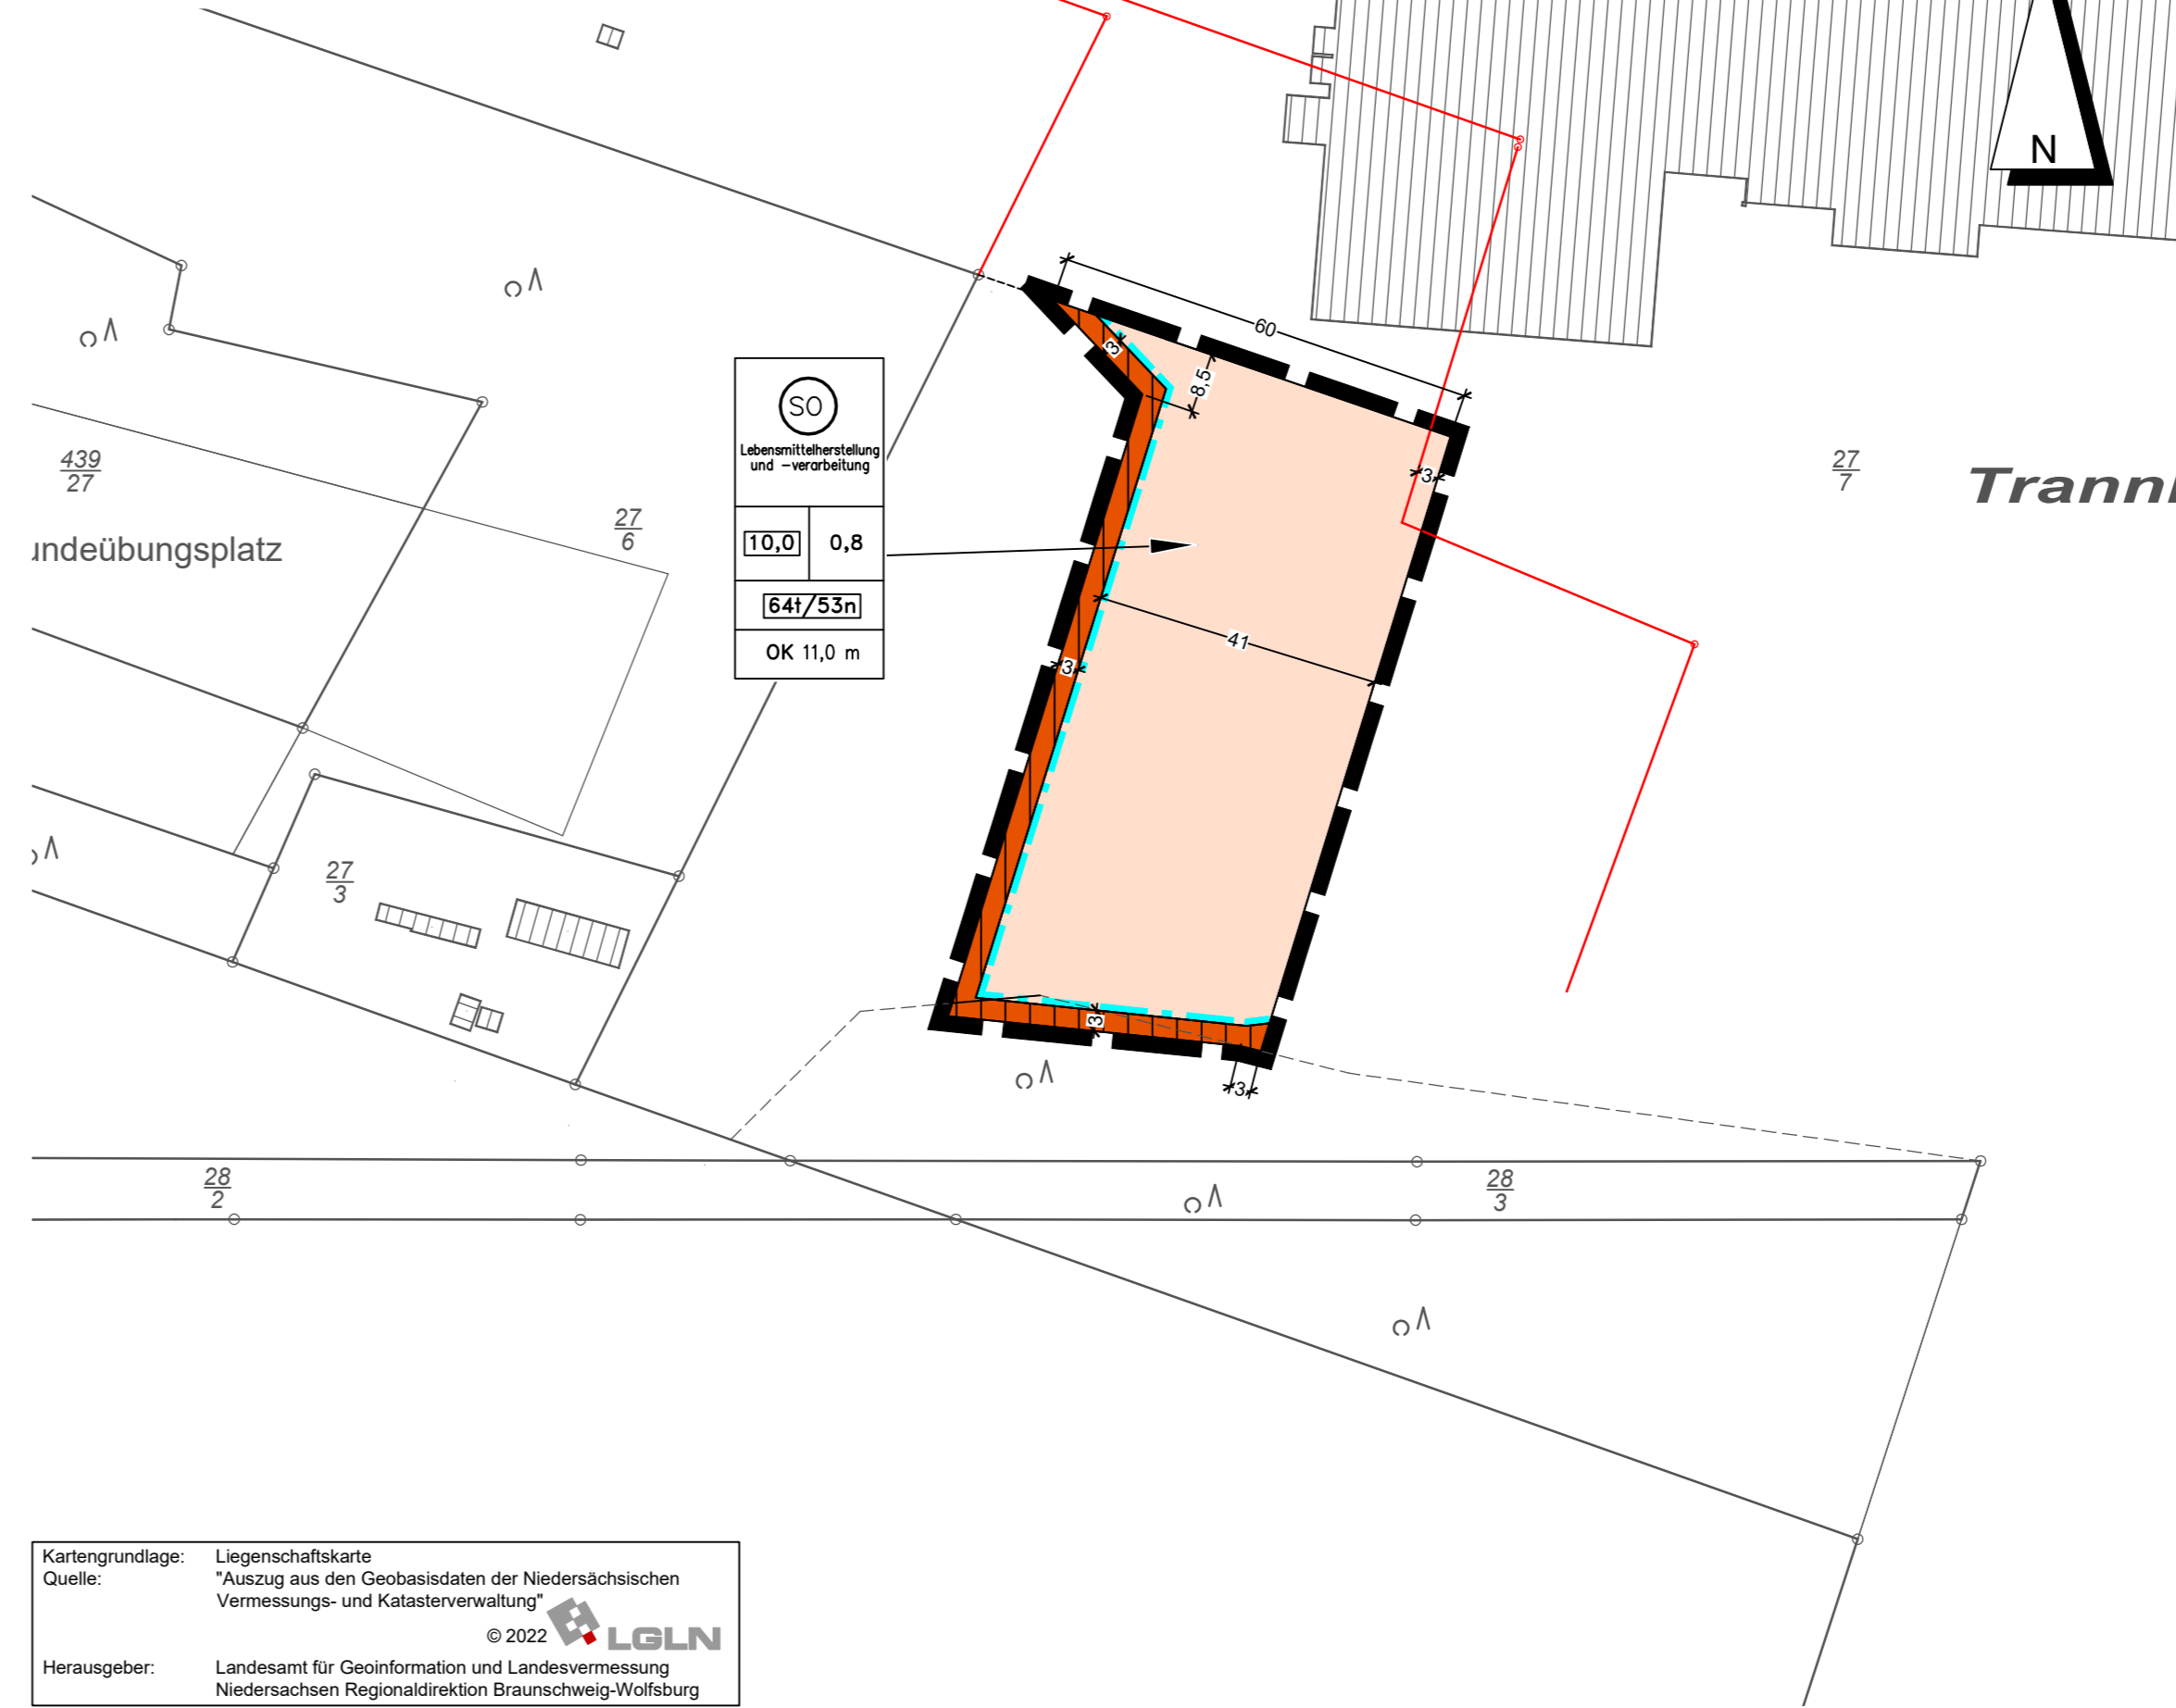 N
60
3
8,5
SO
Lebensmittelherstellung
und -verarbeitung
10,0 0,8
64t/53n
OK 11,0 m
439
27
27
6
3
27
7
41
3
27
3
3
3
28
2
28
3
Kartengrundlage: Liegenschaftskarte
Quelle: "Auszug aus den Geobasisdaten der Niedersächsischen
Vermessungs- und Katasterverwaltung"
© 2022 LGLN
Herausgeber: Landesamt für Geoinformation und Landesvermessung
Niedersachsen Regionaldirektion Braunschweig-Wolfsburg